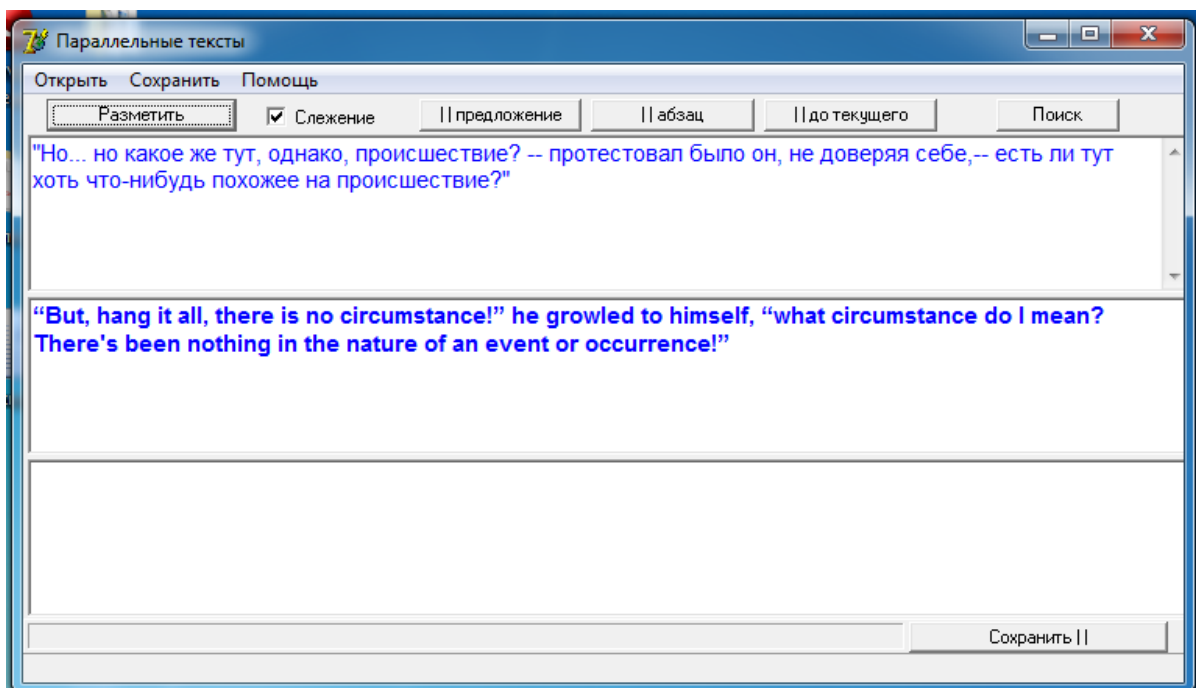 Параллельные тексты
Открыть Сохранить Помощь
Разметить Слежение ||предложение ||абзац ||до текущего Поиск
"Но... но какое же тут, однако, происшествие? -- протестовал было он, не доверяя себе,-- есть ли тут
хоть что-нибудь похожее на происшествие?"
“But, hang it all, there is no circumstance!” he growled to himself, “what circumstance do I mean?
There's been nothing in the nature of an event or occurrence!”
Сохранить ||